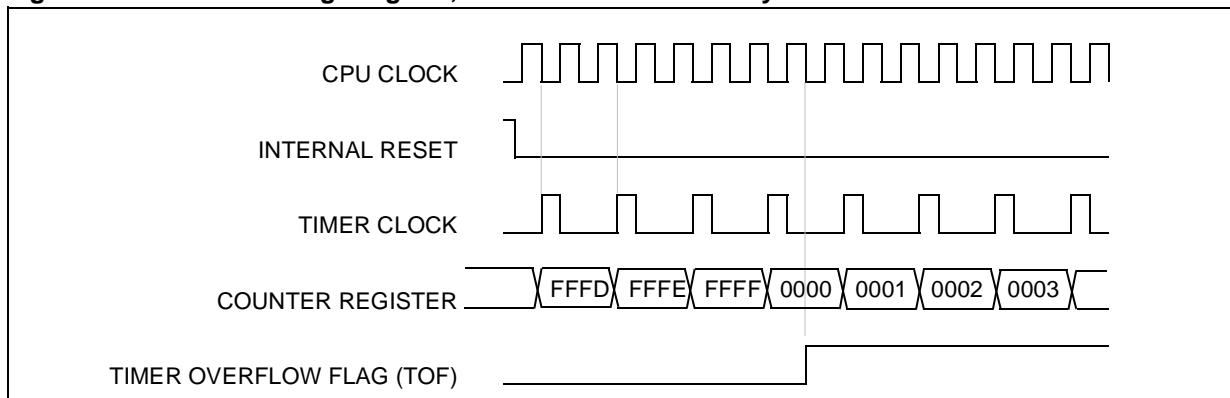 CPU CLOCK
INTERNAL RESET
TIMER CLOCK
FFFD FFFE FFFF 0000 0001 0002 0003
COUNTER REGISTER
TIMER OVERFLOW FLAG (TOF)